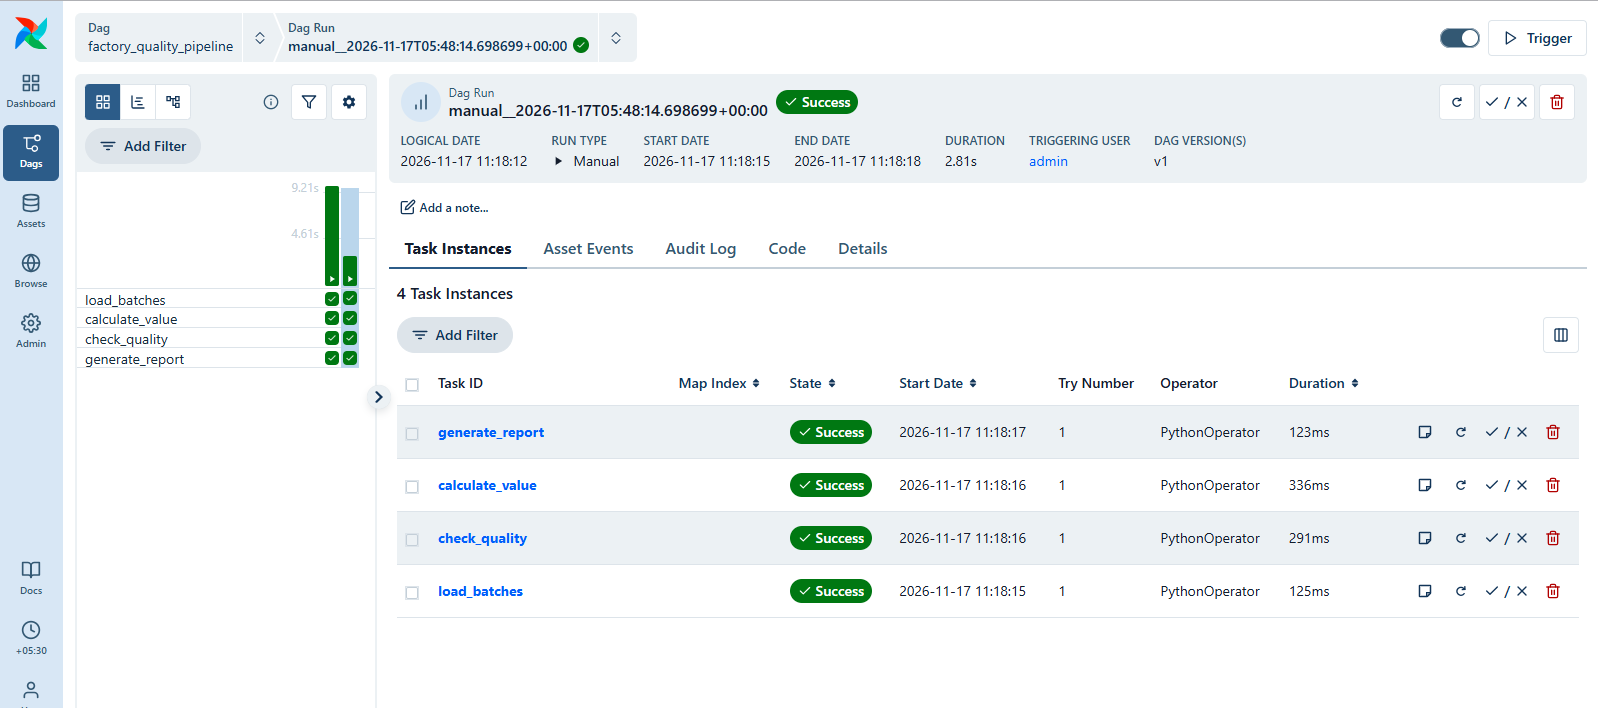 Dag
factory_quality_pipeline
Dag Run
manual__2026-11-17T05:48:14.698699+00:00
Trigger
Dashboard
Dags
Assets
Browse
Admin
Docs
+05:30
Add Filter
9.21s
4.61s
load_batches
calculate_value
check_quality
generate_report
Dag Run
manual__2026-11-17T05:48:14.698699+00:00 Success
/
LOGICAL DATE RUN TYPE START DATE END DATE DURATION TRIGGERING USER DAG VERSION(S)
2026-11-17 11:18:12 Manual 2026-11-17 11:18:15 2026-11-17 11:18:18 2.81s admin v1
Add a note...
Task Instances Asset Events Audit Log Code Details
4 Task Instances
Add Filter
Task ID Map Index State Start Date Try Number Operator Duration
generate_report Success 2026-11-17 11:18:17 1 PythonOperator 123ms /
calculate_value Success 2026-11-17 11:18:16 1 PythonOperator 336ms /
check_quality Success 2026-11-17 11:18:16 1 PythonOperator 291ms /
load_batches Success 2026-11-17 11:18:15 1 PythonOperator 125ms /